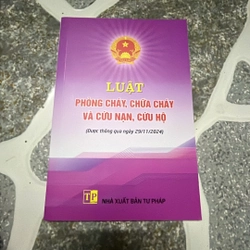 LUẬT
PHÒNG CHÁY, CHỮA CHÁY
VÀ CỨU NẠN, CỨU HỘ
(Được thông qua ngày 29/11/2024)
TP
NHÀ XUẤT BẢN TƯ PHÁP